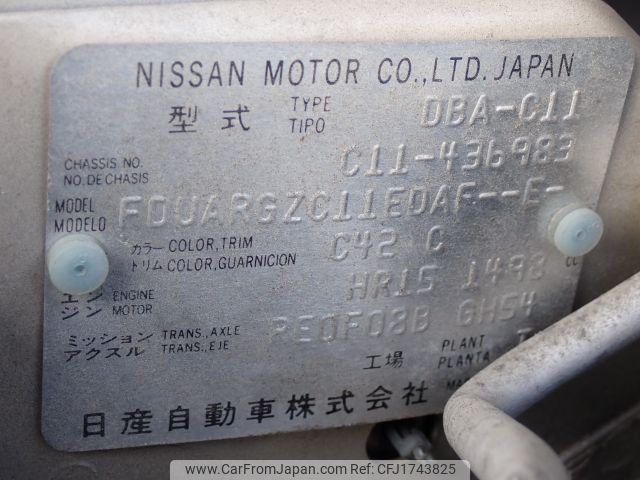 NISSAN MOTOR CO.,LTD. JAPAN
型式 TYPE TIPO DBA-C11
CHASSIS NO. NO. DE CHASIS C11-436983
MODEL MODELO FDUARGZC11EDAF--E-
カラー COLOR, TRIM C42 C
トリム COLOR, GUARNICION
エンジン ENGINE MOTOR HR15 1498 CC
ミッション TRANS., AXLE RE0F08B GH54
アクスル TRANS., EJE
工場 PLANT PLANTA
日産自動車株式会社
www.CarFromJapan.com | Ref No. CFJ1743825